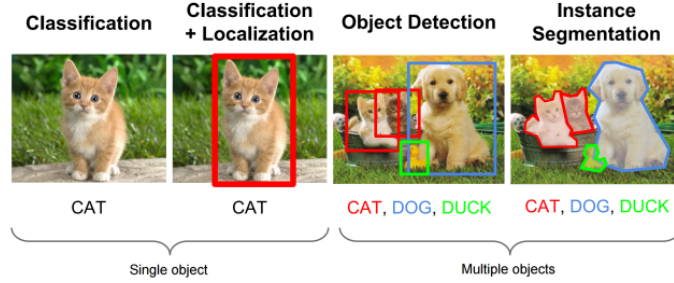 Classification
Classification
+ Localization
Object Detection
Instance
Segmentation
CAT
CAT
CAT, DOG, DUCK
CAT, DOG, DUCK
Single object
Multiple objects